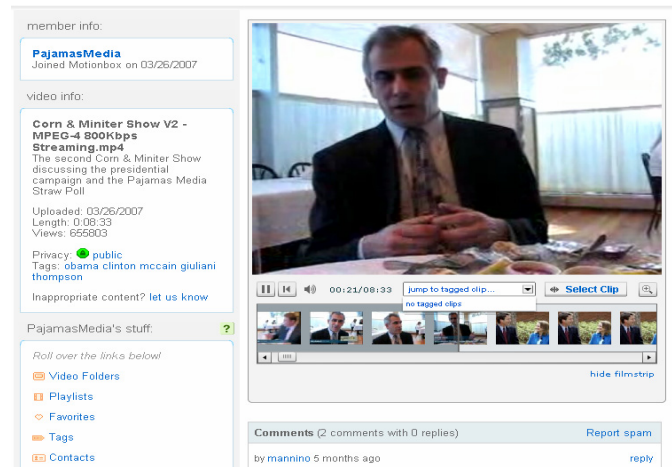 member info:
PajamasMedia
Joined Motionbox on 03/26/2007
video info:
Corn & Miniter Show V2 -
MPEG-4 800Kbps
Streaming.mp4
The second Corn & Miniter Show
discussing the presidential
campaign and the Pajamas Media
Straw Poll
Uploaded: 03/26/2007
Length: 0:08:33
Views: 655803
Privacy: public
Tags: obama clinton mccain giuliani
thompson
Inappropriate content? let us know
PajamasMedia's stuff: ?
Roll over the links below!
Video Folders
Playlists
Favorites
Tags
Contacts
00:21/08:33 jump to tagged clip... Select Clip
no tagged clips
hide filmstrip
Comments (2 comments with 0 replies) Report spam
by mannino 5 months ago reply